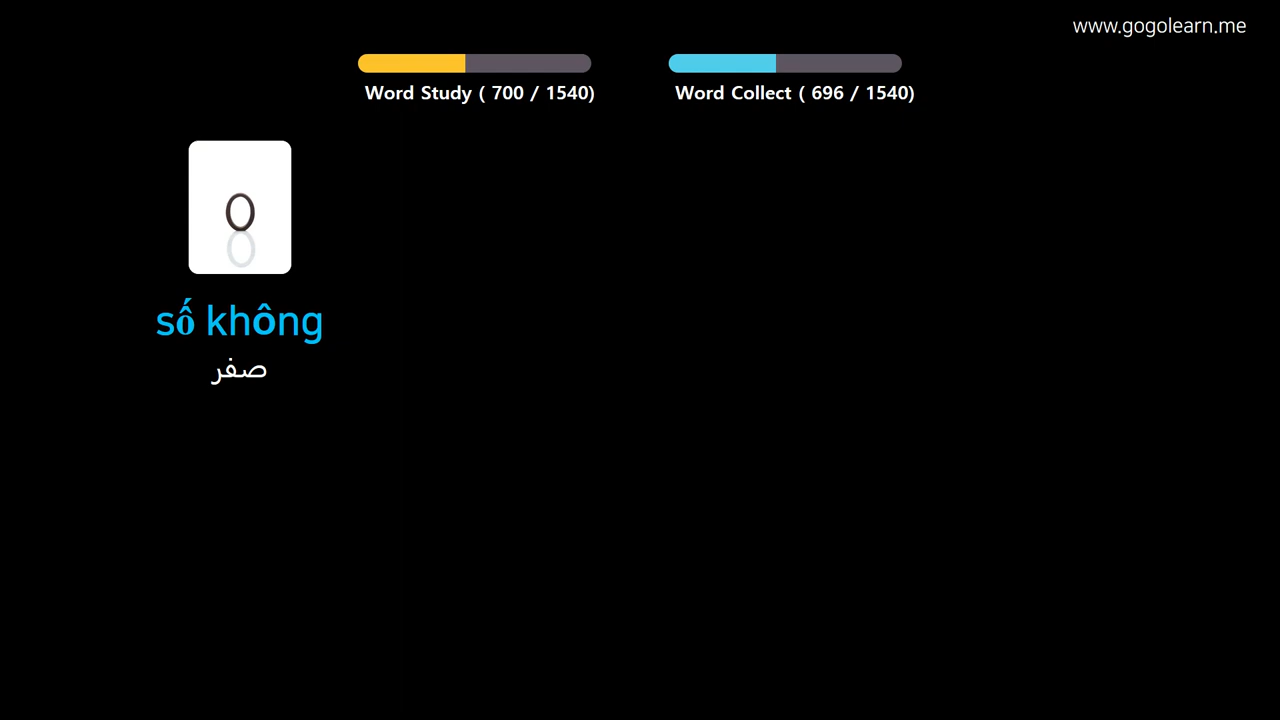 www.gogolearn.me
Word Study ( 700 / 1540)
Word Collect ( 696 / 1540)
0
số không
صفر